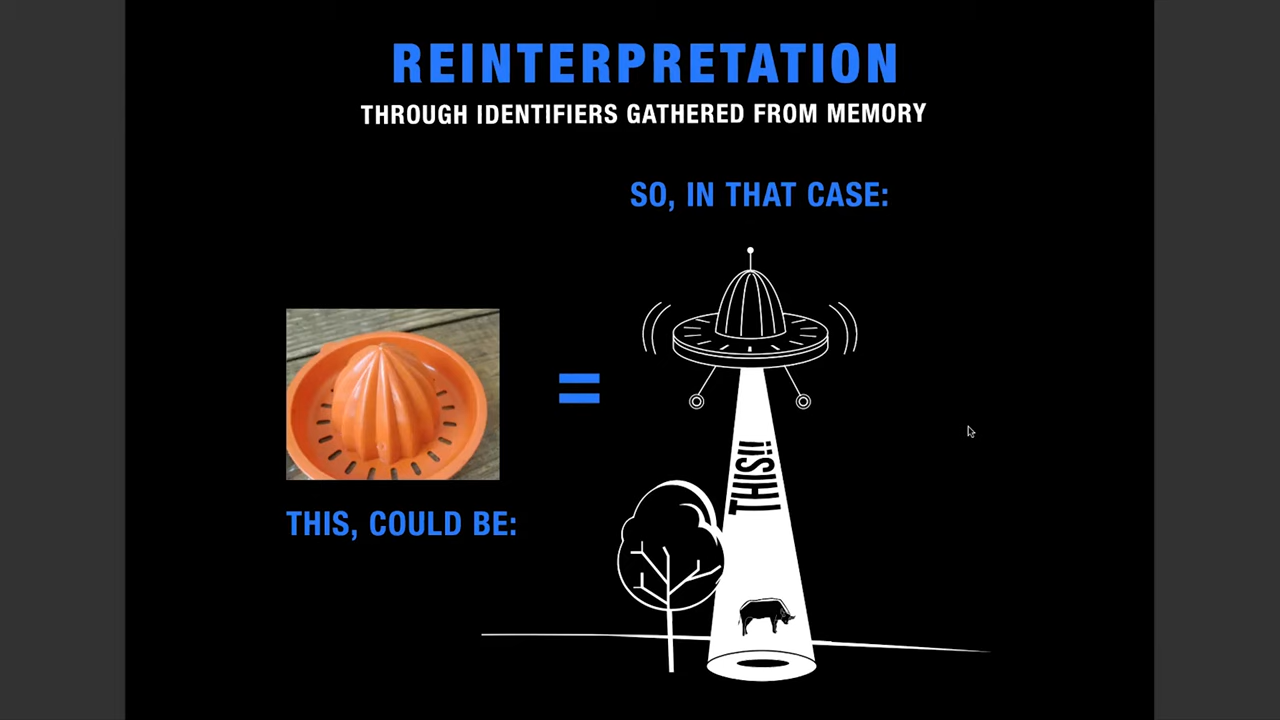 REINTERPRETATION
THROUGH IDENTIFIERS GATHERED FROM MEMORY
SO, IN THAT CASE:
THIS!!
THIS, COULD BE: